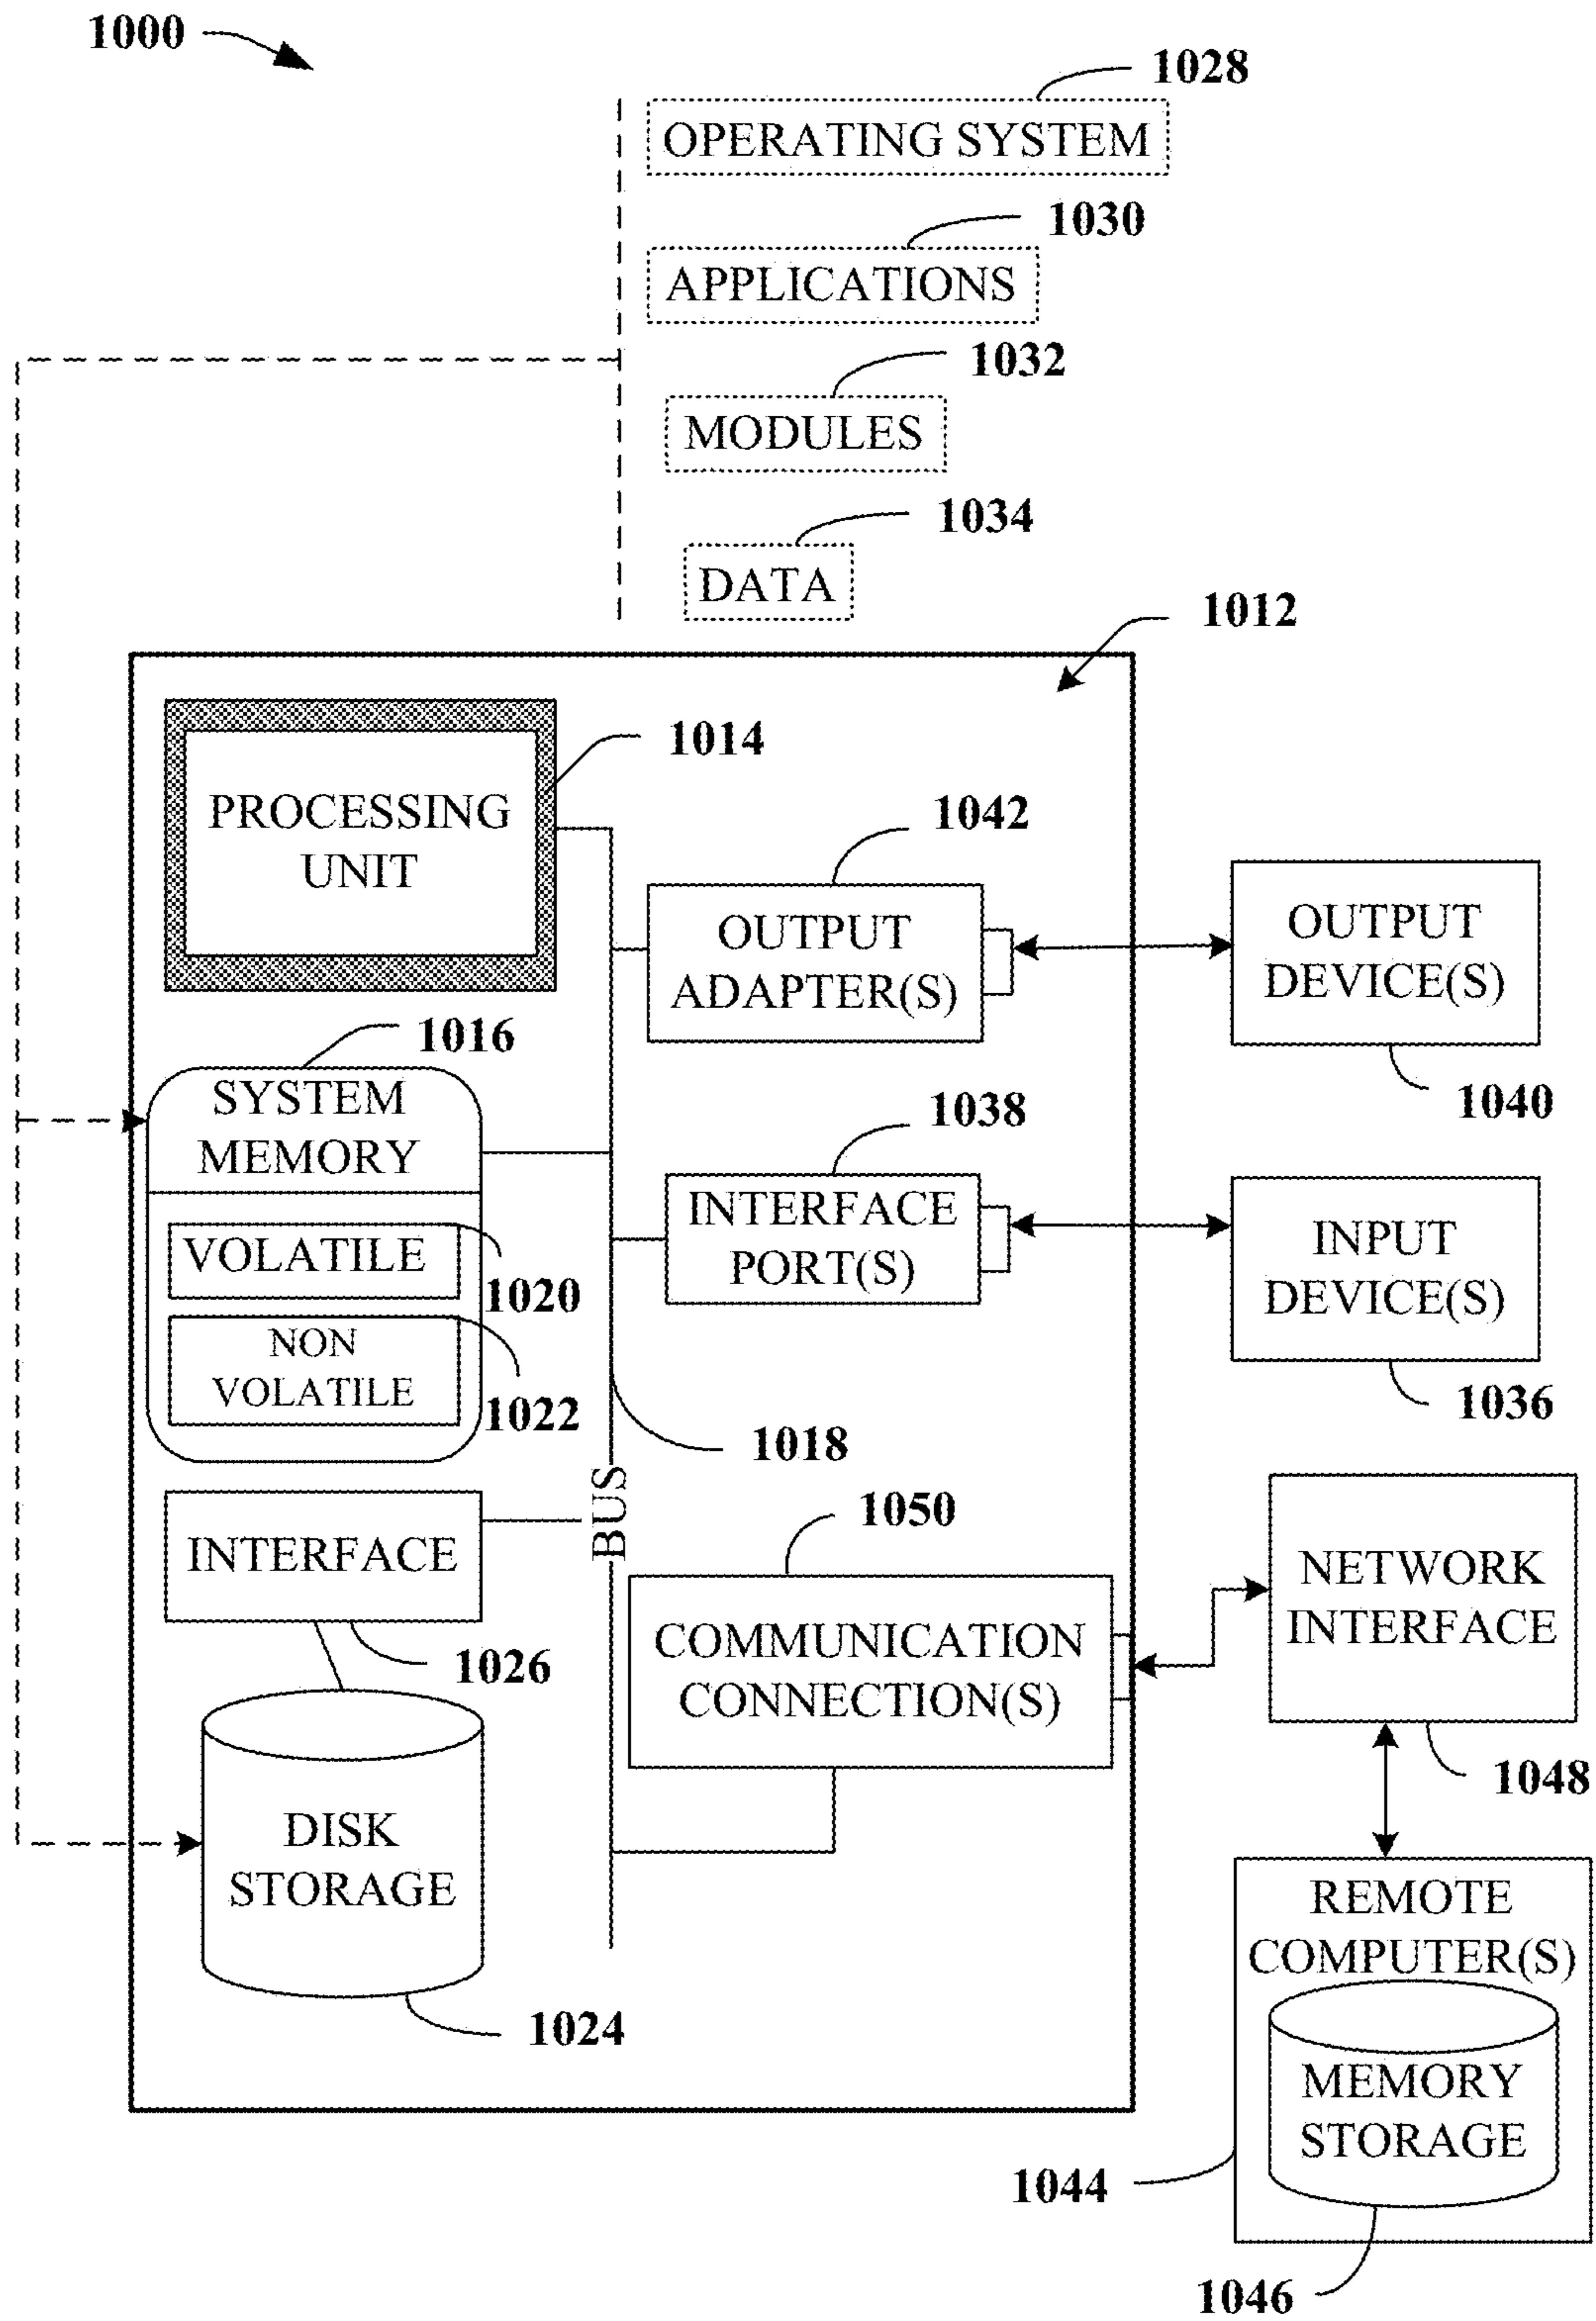 1000
1028
OPERATING SYSTEM
1030
APPLICATIONS
1032
MODULES
1034
DATA
1012
1014
PROCESSING
UNIT
1042
OUTPUT
ADAPTER(S)
OUTPUT
DEVICE(S)
1040
1016
SYSTEM
MEMORY
VOLATILE
1020
NON
VOLATILE
1022
1038
INTERFACE
PORT(S)
INPUT
DEVICE(S)
1036
1018
BUS
INTERFACE
1026
1050
COMMUNICATION
CONNECTION(S)
NETWORK
INTERFACE
1048
DISK
STORAGE
1024
REMOTE
COMPUTER(S)
MEMORY
STORAGE
1044
1046